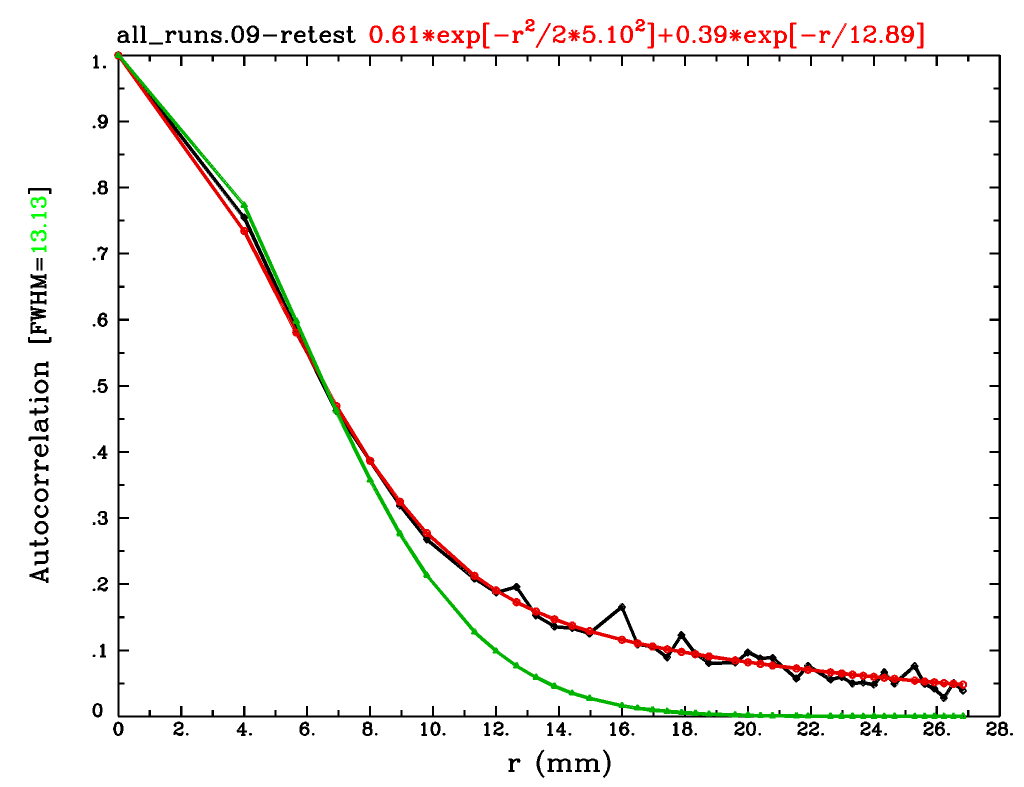 all_runs.09-retest 0.61*exp[-r²/2*5.10²]+0.39*exp[-r/12.89]
1.
.9
.8
.7
.6
.5
.4
.3
.2
.1
0
Autocorrelation [FWHM=13.13]
0 2. 4. 6. 8. 10. 12. 14. 16. 18. 20. 22. 24. 26. 28.
r (mm)